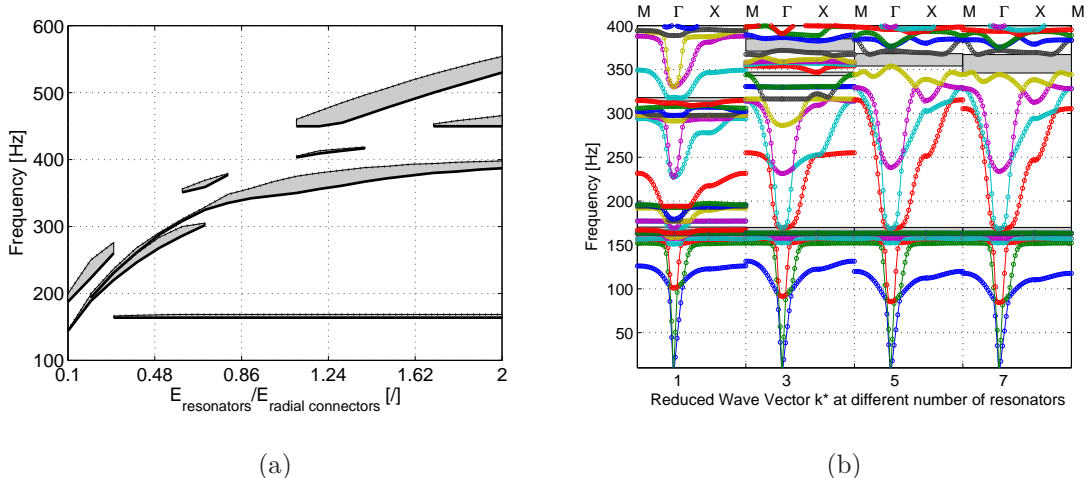 600
500
400
300
200
100
Frequency [Hz]
0.1 0.48 0.86 1.24 1.62 2
E_resonators/E_radial connectors [/]
(a)
M Γ X M Γ X M Γ X M Γ X M
400
350
300
250
200
150
100
50
Frequency [Hz]
1 3 5 7
Reduced Wave Vector k* at different number of resonators
(b)